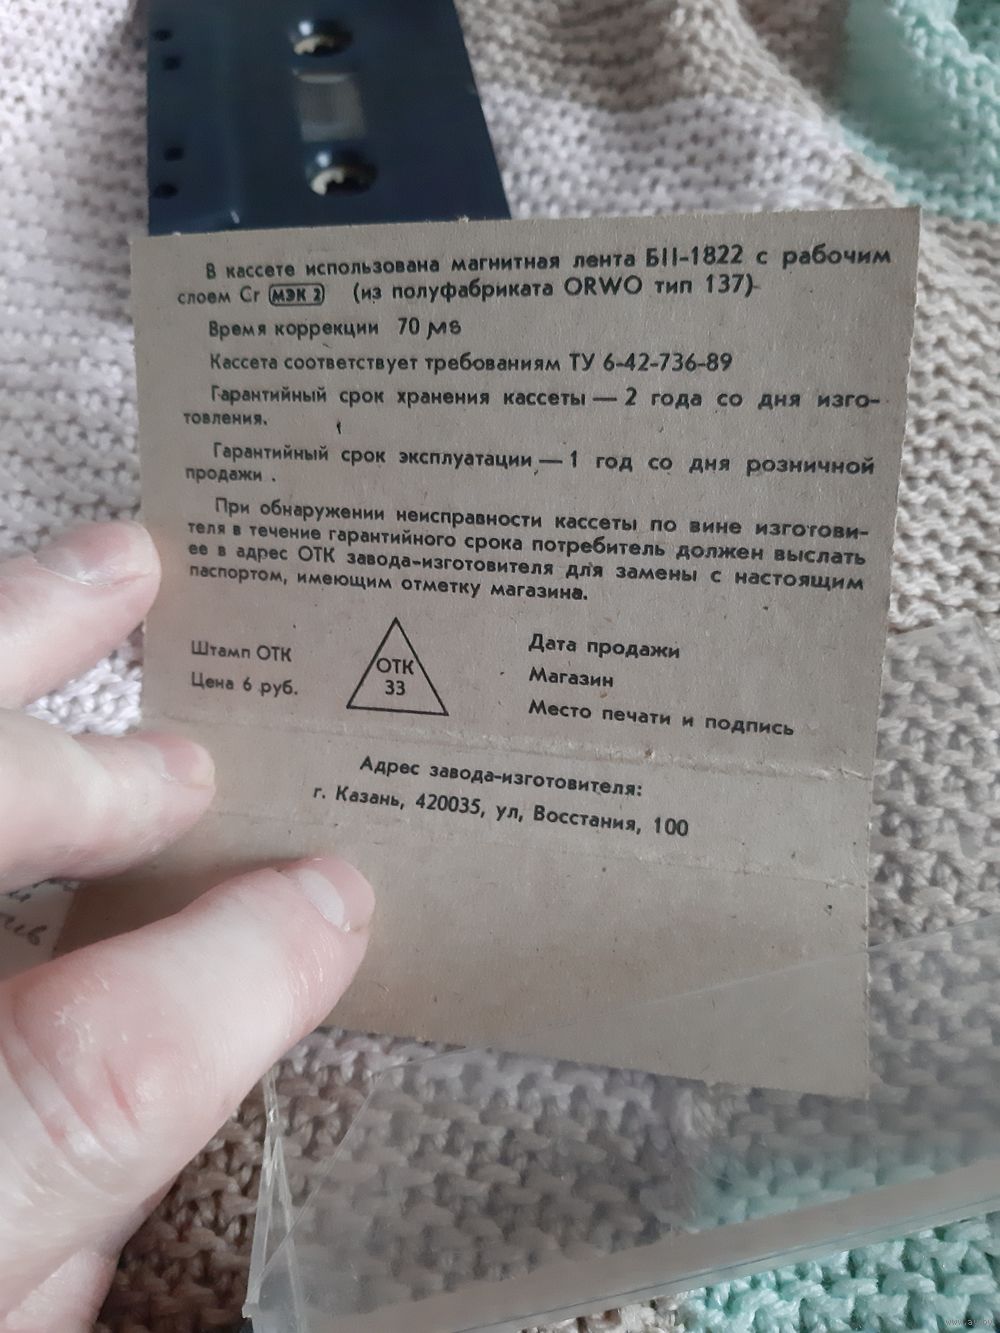 В кассете использована магнитная лента БII-1822 с рабочим
слоем Cr МЭК 2 (из полуфабриката ORWO тип 137)
Время коррекции 70 мs
Кассета соответствует требованиям ТУ 6-42-736-89
Гарантийный срок хранения кассеты — 2 года со дня изго-
товления.
Гарантийный срок эксплуатации — 1 год со дня розничной
продажи .
При обнаружении неисправности кассеты по вине изготови-
теля в течение гарантийного срока потребитель должен выслать
ее в адрес ОТК завода-изготовителя для замены с настоящим
паспортом, имеющим отметку магазина.
Штамп ОТК
Цена 6 руб.
ОТК
33
Дата продажи
Магазин
Место печати и подпись
Адрес завода-изготовителя:
г. Казань, 420035, ул, Восстания, 100